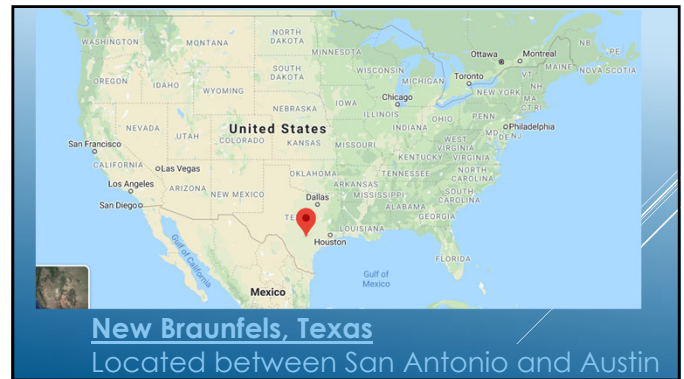 NORTH
DAKOTA
WASHINGTON
MONTANA
MINNESOTA
NB
PE
Ottawa
Montreal
MAINE
NOVA SCOTIA
SOUTH
DAKOTA
WISCONSIN
MICHIGAN
Toronto
VT
NH
OREGON
IDAHO
WYOMING
NEW YORK
MA
CT RI
Chicago
IOWA
NEBRASKA
ILLINOIS
INDIANA
OHIO
PENN
Philadelphia
NEVADA
UTAH
COLORADO
United States
KANSAS
MISSOURI
WEST
VIRGINIA
MD
DE NJ
San Francisco
KENTUCKY
VIRGINIA
CALIFORNIA
Las Vegas
OKLAHOMA
TENNESSEE
NORTH
CAROLINA
Los Angeles
ARIZONA
NEW MEXICO
ARKANSAS
MISSISSIPPI
SOUTH
CAROLINA
San Diego
Dallas
ALABAMA
GEORGIA
TE
LOUISIANA
Houston
Gulf of
California
FLORIDA
Gulf of
Mexico
Mexico
New Braunfels, Texas
Located between San Antonio and Austin